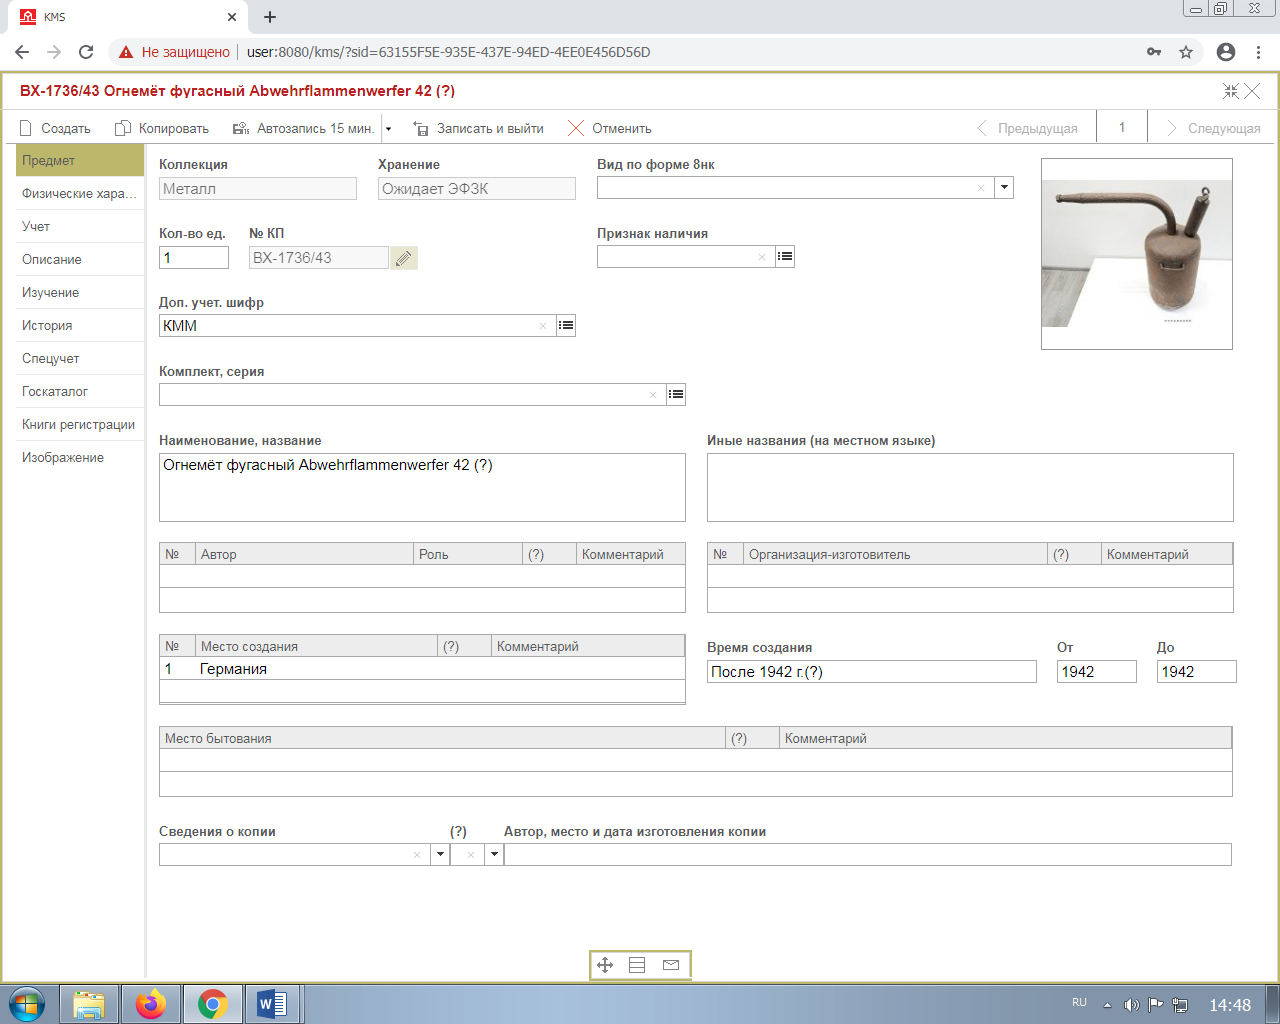 KMS
Не защищено user:8080/kms/?sid=63155F5E-935E-437E-94ED-4EE0E456D56D
ВХ-1736/43 Огнемёт фугасный Abwehrflammenwerfer 42 (?)
Создать Копировать Автозапись 15 мин. Записать и выйти Отменить Предыдущая 1 Следующая
Предмет
Физические хара...
Учет
Описание
Изучение
История
Спецучет
Госкаталог
Книги регистрации
Изображение
Коллекция Хранение Вид по форме 8нк
Металл Ожидает ЭФЗК
Кол-во ед. № КП Признак наличия
1 ВХ-1736/43
Доп. учет. шифр
КММ
Комплект, серия
Наименование, название Иные названия (на местном языке)
Огнемёт фугасный Abwehrflammenwerfer 42 (?)
№ Автор Роль (?) Комментарий № Организация-изготовитель (?) Комментарий
№ Место создания (?) Комментарий Время создания От До
1 Германия После 1942 г.(?) 1942 1942
Место бытования (?) Комментарий
Сведения о копии (?) Автор, место и дата изготовления копии
RU 14:48